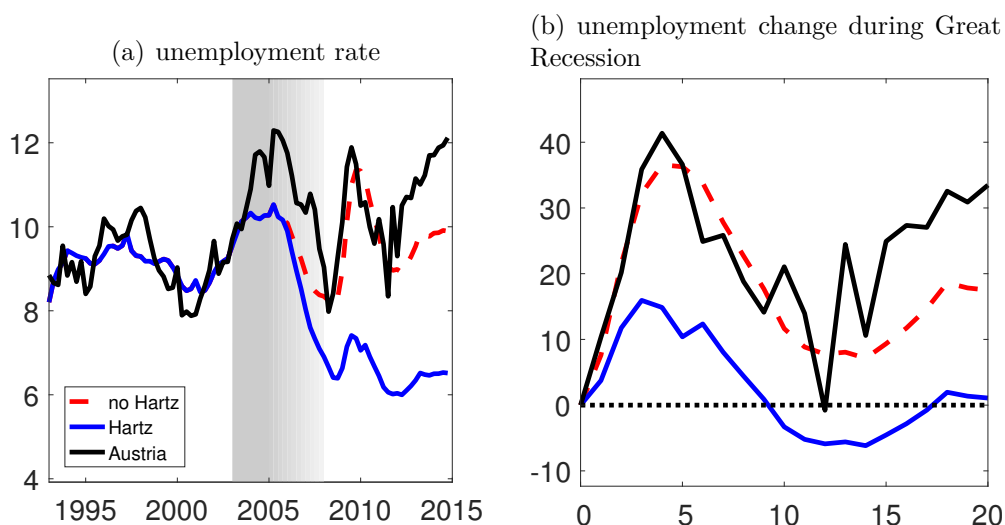 (a) unemployment rate
12
10
8
6
4
1995 2000 2005 2010 2015
no Hartz
Hartz
Austria
(b) unemployment change during Great
Recession
40
30
20
10
0
-10
0 5 10 15 20